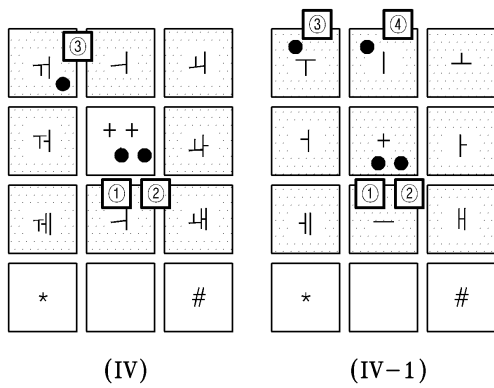 ③ ③ ④
ㅟ ㅢ ㅚ ㅜ ㅣ ㅗ
ㅝ + + ㅘ ㅓ + ㅏ
① ② ① ②
ㅞ ㅢ ㅙ ㅔ ㅡ ㅐ
* # * #
(IV) (IV-1)